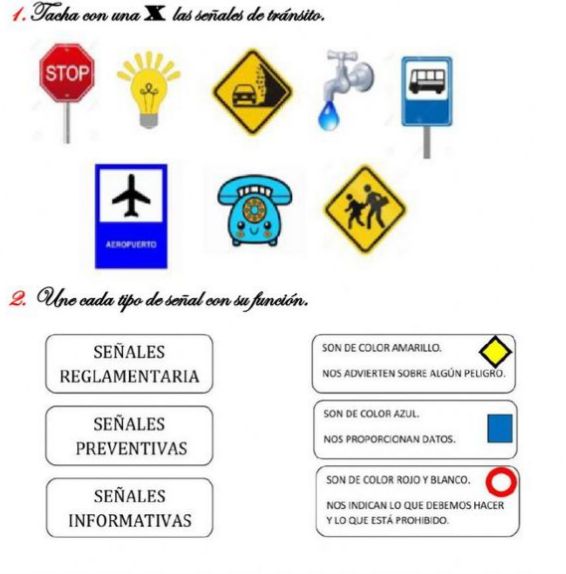 1. Tacha con una X las señales de tránsito.
STOP
AEROPUERTO
2. Une cada tipo de señal con su función.
SEÑALES
REGLAMENTARIA
SON DE COLOR AMARILLO.
NOS ADVIERTEN SOBRE ALGÚN PELIGRO.
SEÑALES
PREVENTIVAS
SON DE COLOR AZUL.
NOS PROPORCIONAN DATOS.
SEÑALES
INFORMATIVAS
SON DE COLOR ROJO Y BLANCO.
NOS INDICAN LO QUE DEBEMOS HACER
Y LO QUE ESTÁ PROHIBIDO.